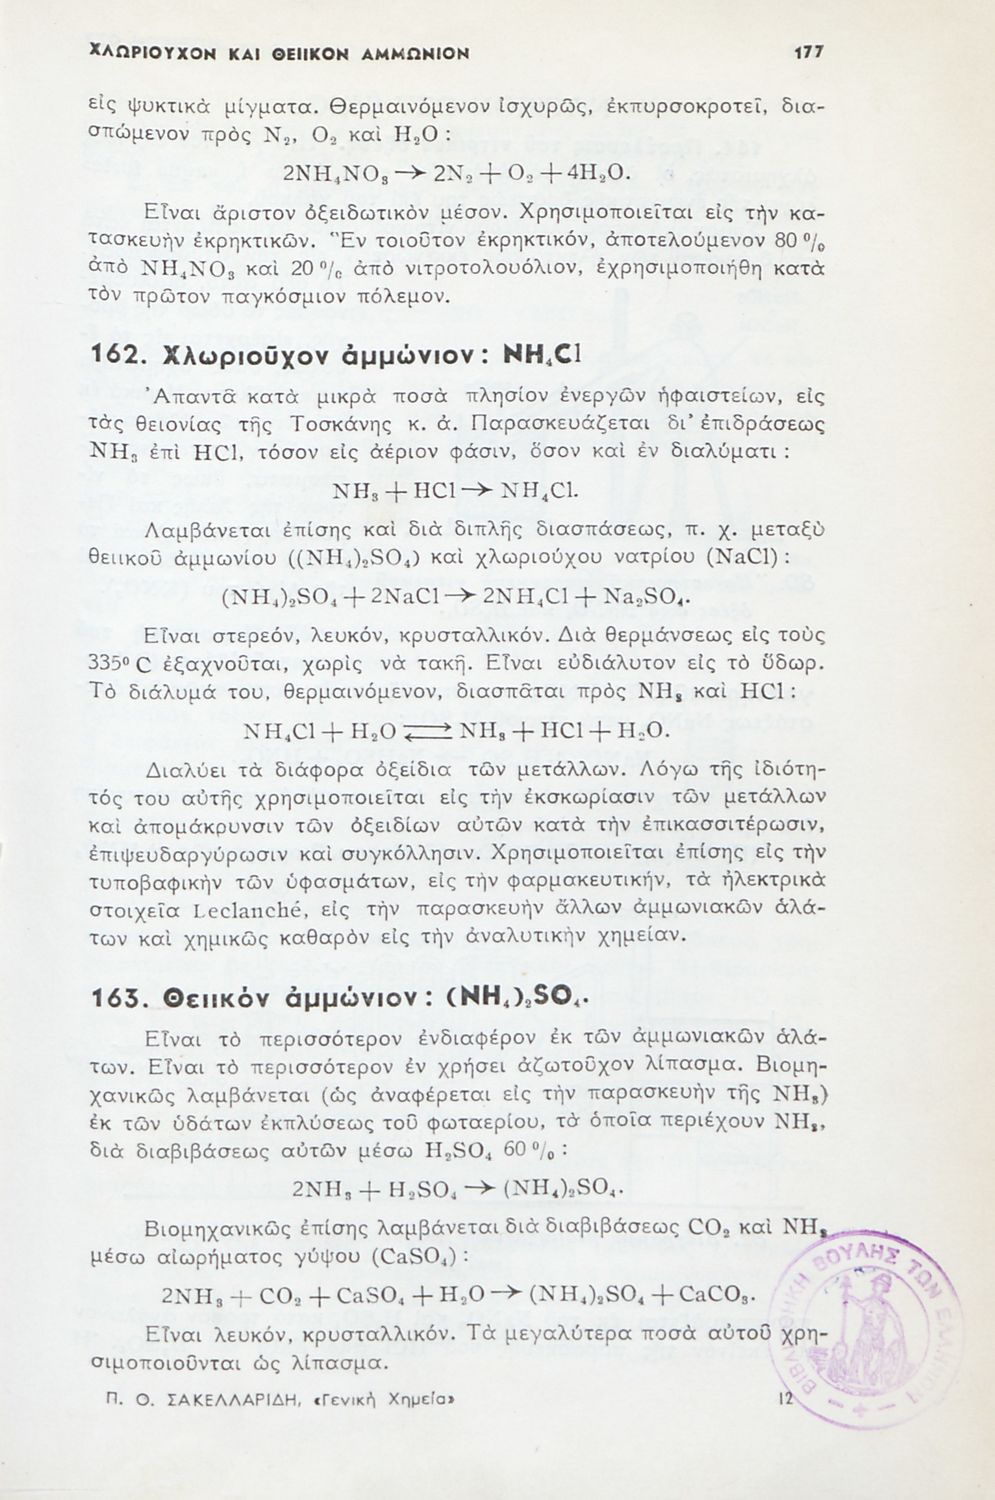 ΧΛΩΡΙΟΥΧΟΝ ΚΑΙ ΘΕΙΙΚΟΝ ΑΜΜΩΝΙΟΝ 177
εἰς ψυκτικὰ μίγματα. Θερμαινόμενον ἰσχυρῶς, ἐκπυρσοκροτεῖ, δια-
σπώμενον πρὸς N₂, O₂ καὶ H₂O :
2NH₄NO₃ → 2N₂ + O₂ + 4H₂O.
Εἶναι ἄριστον ὀξειδωτικὸν μέσον. Χρησιμοποιεῖται εἰς τὴν κα-
τασκευὴν ἐκρηκτικῶν. Ἓν τοιοῦτον ἐκρηκτικόν, ἀποτελούμενον 80 %
ἀπὸ NH₄NO₃ καὶ 20 % ἀπὸ νιτροτολουόλιον, ἐχρησιμοποιήθη κατὰ
τὸν πρῶτον παγκόσμιον πόλεμον.
162. Χλωριοῦχον ἀμμώνιον : NH₄Cl
Ἀπαντᾶ κατὰ μικρὰ ποσὰ πλησίον ἐνεργῶν ἡφαιστείων, εἰς
τὰς θειονίας τῆς Τοσκάνης κ. ἀ. Παρασκευάζεται δι' ἐπιδράσεως
NH₃ ἐπὶ HCl, τόσον εἰς ἀέριον φάσιν, ὅσον καὶ ἐν διαλύματι :
NH₃ + HCl → NH₄Cl.
Λαμβάνεται ἐπίσης καὶ διὰ διπλῆς διασπάσεως, π. χ. μεταξὺ
θειικοῦ ἀμμωνίου ((NH₄)₂SO₄) καὶ χλωριούχου νατρίου (NaCl) :
(NH₄)₂SO₄ + 2NaCl → 2NH₄Cl + Na₂SO₄.
Εἶναι στερεόν, λευκόν, κρυσταλλικόν. Διὰ θερμάνσεως εἰς τοὺς
335º C ἐξαχνοῦται, χωρὶς νὰ τακῇ. Εἶναι εὐδιάλυτον εἰς τὸ ὕδωρ.
Τὸ διάλυμά του, θερμαινόμενον, διασπᾶται πρὸς NH₃ καὶ HCl :
NH₄Cl + H₂O ⇄ NH₃ + HCl + H₂O.
Διαλύει τὰ διάφορα ὀξείδια τῶν μετάλλων. Λόγω τῆς ἰδιότη-
τός του αὐτῆς χρησιμοποιεῖται εἰς τὴν ἐκσκωρίασιν τῶν μετάλλων
καὶ ἀπομάκρυνσιν τῶν ὀξειδίων αὐτῶν κατὰ τὴν ἐπικασσιτέρωσιν,
ἐπιψευδαργύρωσιν καὶ συγκόλλησιν. Χρησιμοποιεῖται ἐπίσης εἰς τὴν
τυποβαφικὴν τῶν ὑφασμάτων, εἰς τὴν φαρμακευτικήν, τὰ ἠλεκτρικὰ
στοιχεῖα Leclanché, εἰς τὴν παρασκευὴν ἄλλων ἀμμωνιακῶν ἁλά-
των καὶ χημικῶς καθαρὸν εἰς τὴν ἀναλυτικὴν χημείαν.
163. Θειικόν ἀμμώνιον : (NH₄)₂SO₄.
Εἶναι τὸ περισσότερον ἐνδιαφέρον ἐκ τῶν ἀμμωνιακῶν ἁλά-
των. Εἶναι τὸ περισσότερον ἐν χρήσει ἀζωτοῦχον λίπασμα. Βιομη-
χανικῶς λαμβάνεται (ὡς ἀναφέρεται εἰς τὴν παρασκευὴν τῆς NH₃)
ἐκ τῶν ὑδάτων ἐκπλύσεως τοῦ φωταερίου, τὰ ὁποῖα περιέχουν NH₃,
διὰ διαβιβάσεως αὐτῶν μέσω H₂SO₄ 60 % :
2NH₃ + H₂SO₄ → (NH₄)₂SO₄.
Βιομηχανικῶς ἐπίσης λαμβάνεται διὰ διαβιβάσεως CO₂ καὶ NH₃
μέσω αἰωρήματος γύψου (CaSO₄) :
2NH₃ + CO₂ + CaSO₄ + H₂O → (NH₄)₂SO₄ + CaCO₃.
Εἶναι λευκόν, κρυσταλλικόν. Τὰ μεγαλύτερα ποσὰ αὐτοῦ χρη-
σιμοποιοῦνται ὡς λίπασμα.
Π. Ο. ΣΑΚΕΛΛΑΡΙΔΗ, «Γενικὴ Χημεία» 12
ΒΙΒΛΙΟΘΗΚΗ ΒΟΥΛΗΣ ΤΩΝ ΕΛΛΗΝΩΝ